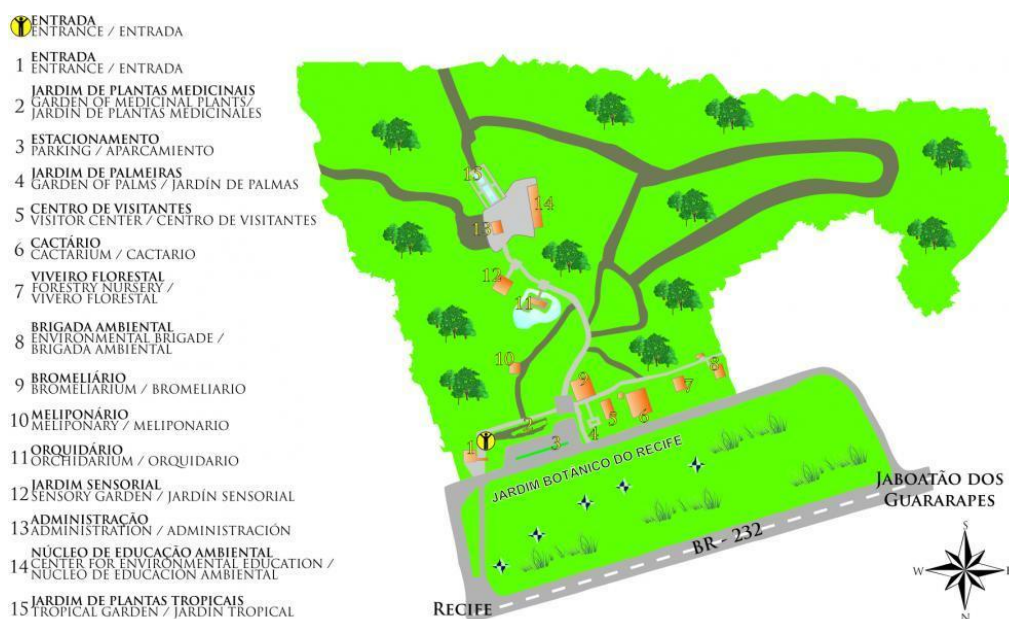 ENTRADA
ENTRANCE / ENTRADA
1 ENTRADA
ENTRANCE / ENTRADA
2 JARDIM DE PLANTAS MEDICINAIS
GARDEN OF MEDICINAL PLANTS/
JARDÍN DE PLANTAS MEDICINALES
3 ESTACIONAMENTO
PARKING / APARCAMIENTO
4 JARDIM DE PALMEIRAS
GARDEN OF PALMS / JARDÍN DE PALMAS
5 CENTRO DE VISITANTES
VISITOR CENTER / CENTRO DE VISITANTES
6 CACTÁRIO
CACTARIUM / CACTARIO
7 VIVEIRO FLORESTAL
FORESTRY NURSERY /
VIVERO FLORESTAL
8 BRIGADA AMBIENTAL
ENVIRONMENTAL BRIGADE /
BRIGADA AMBIENTAL
9 BROMELIÁRIO
BROMELIARIUM / BROMELIARIO
10 MELIPONÁRIO
MELIPONARY / MELIPONARIO
11 ORQUIDÁRIO
ORCHIDARIUM / ORQUIDARIO
12 JARDIM SENSORIAL
SENSORY GARDEN / JARDÍN SENSORIAL
13 ADMINISTRAÇÃO
ADMINISTRATION / ADMINISTRACIÓN
14 NÚCLEO DE EDUCAÇÃO AMBIENTAL
CENTER FOR ENVIRONMENTAL EDUCATION /
NÚCLEO DE EDUCACIÓN AMBIENTAL
15 JARDIM DE PLANTAS TROPICAIS
TROPICAL GARDEN / JARDÍN TROPICAL
15
14
13
12
11
10
9
8
7
6
5
4
3
2
1
JARDIM BOTÂNICO DO RECIFE
JABOATÃO DOS
GUARARAPES
BR - 232
RECIFE
S
W
E
N